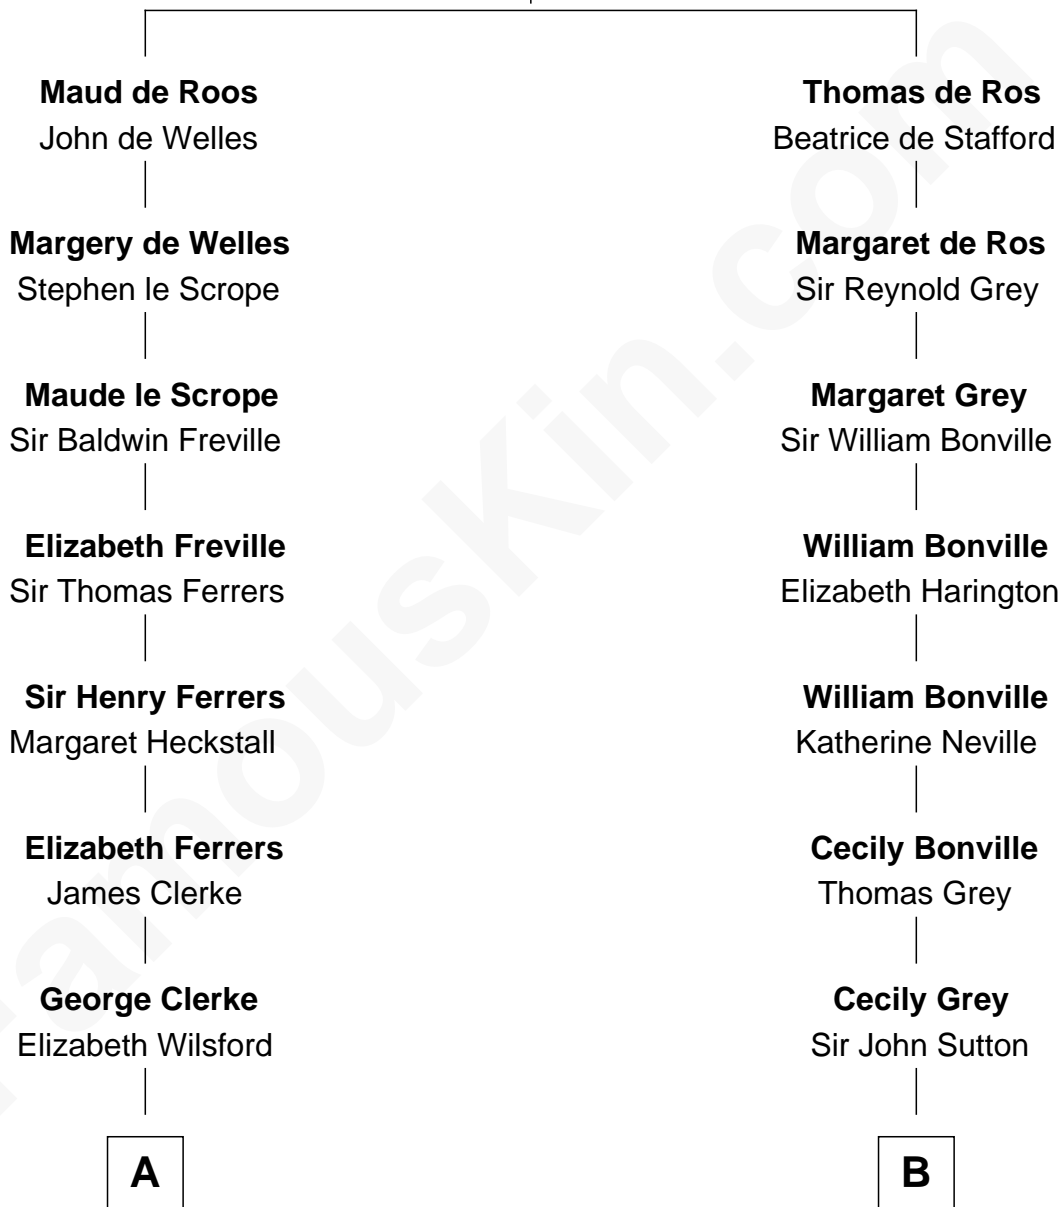 Maud de Roos
John de Welles
Margery de Welles
Stephen le Scrope
Maude le Scrope
Sir Baldwin Freville
Elizabeth Freville
Sir Thomas Ferrers
Sir Henry Ferrers
Margaret Heckstall
Elizabeth Ferrers
James Clerke
George Clerke
Elizabeth Wilsford
A
Thomas de Ros
Beatrice de Stafford
Margaret de Ros
Sir Reynold Grey
Margaret Grey
Sir William Bonville
William Bonville
Elizabeth Harington
William Bonville
Katherine Neville
Cecily Bonville
Thomas Grey
Cecily Grey
Sir John Sutton
B
FamousKin.com